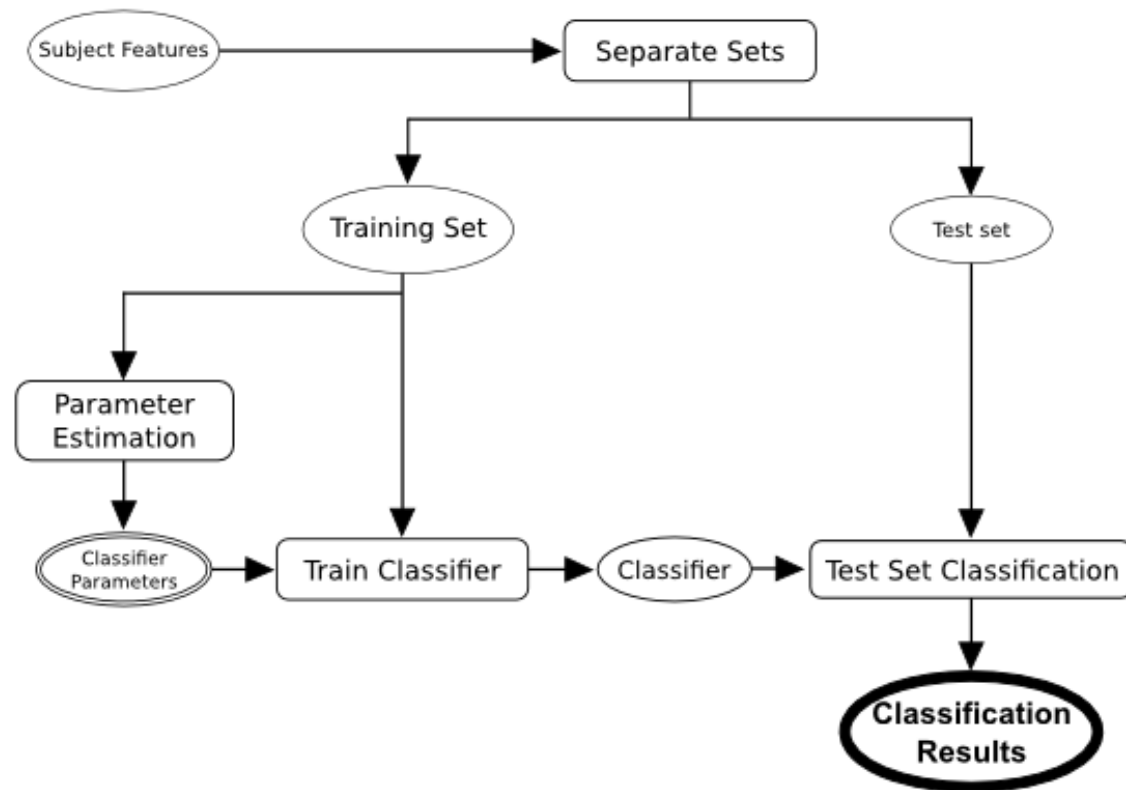 Subject Features
Separate Sets
Training Set
Test set
Parameter
Estimation
Classifier
Parameters
Train Classifier
Classifier
Test Set Classification
Classification
Results